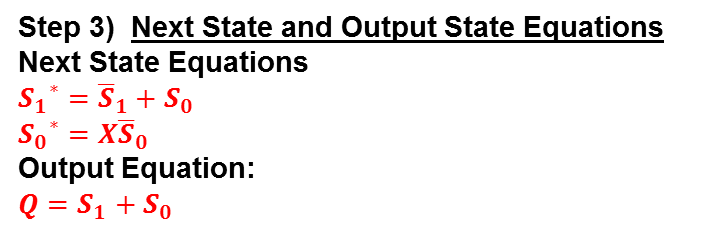 Step 3) Next State and Output State Equations
Next State Equations
S₁* = S̅₁ + S₀
S₀* = XS̅₀
Output Equation:
Q = S₁ + S₀